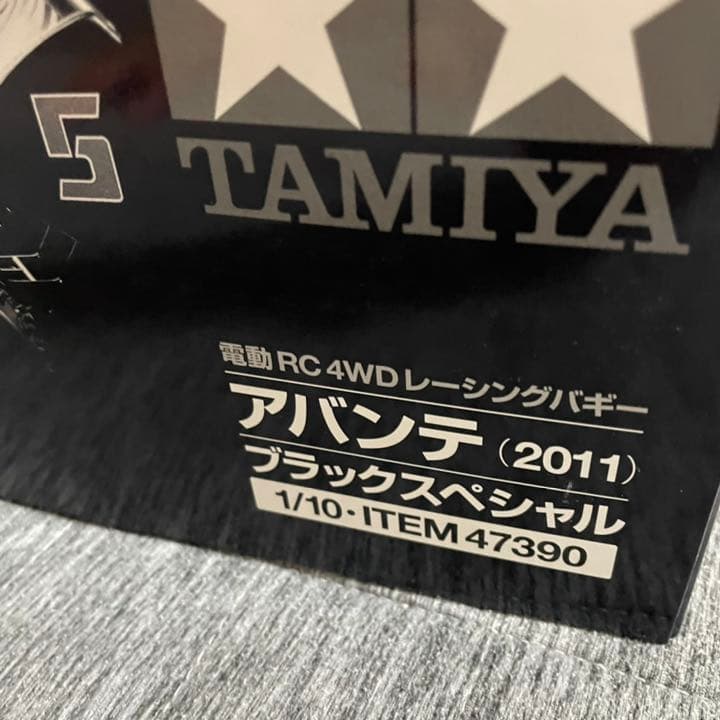 5
TAMIYA
電動RC 4WDレーシングバギー
アバンテ(2011)
ブラックスペシャル
1/10・ITEM 47390